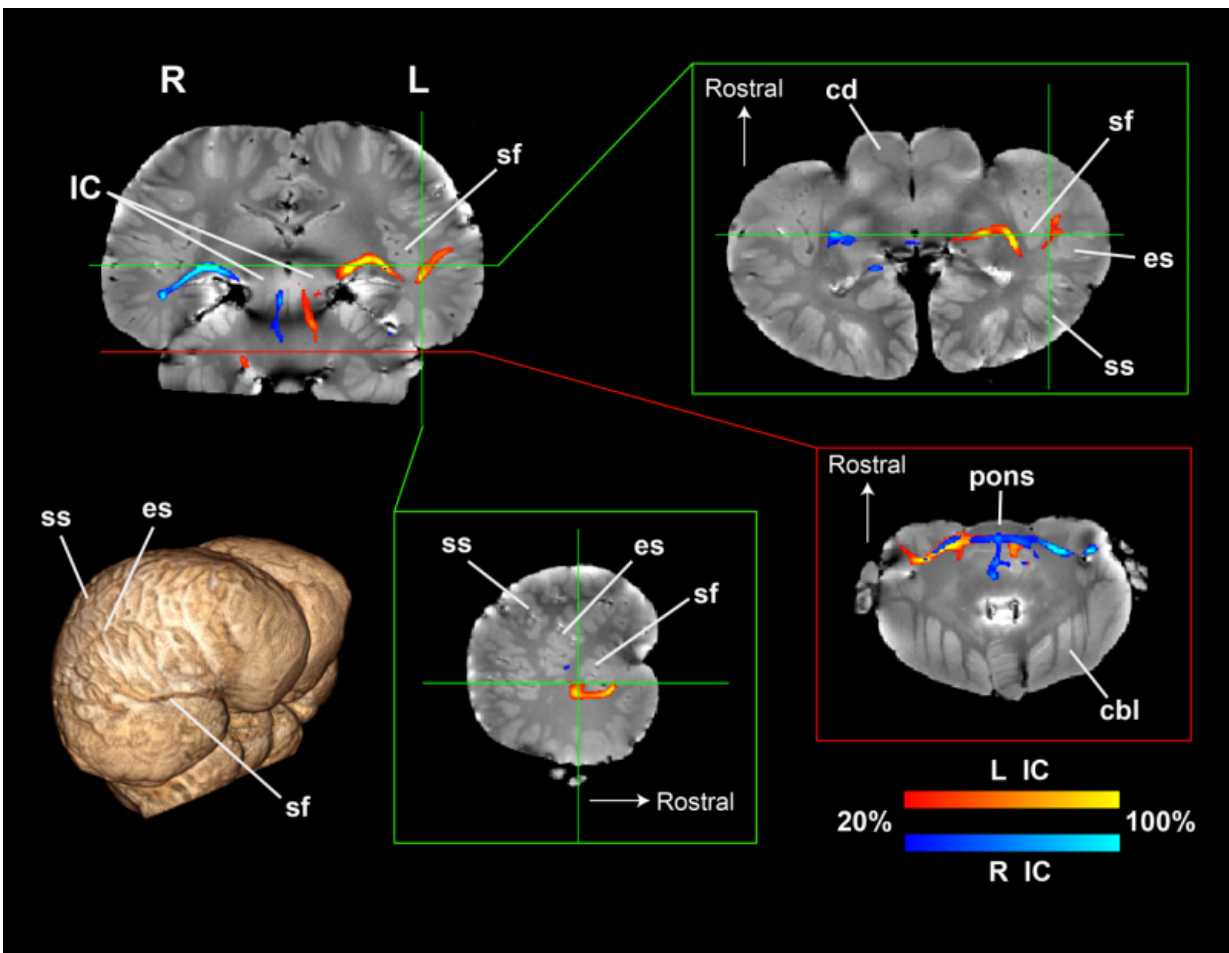 R
L
sf
IC
Rostral
cd
sf
es
ss
Rostral
pons
cbl
ss
es
sf
ss
es
sf
Rostral
L IC
20%
100%
R IC